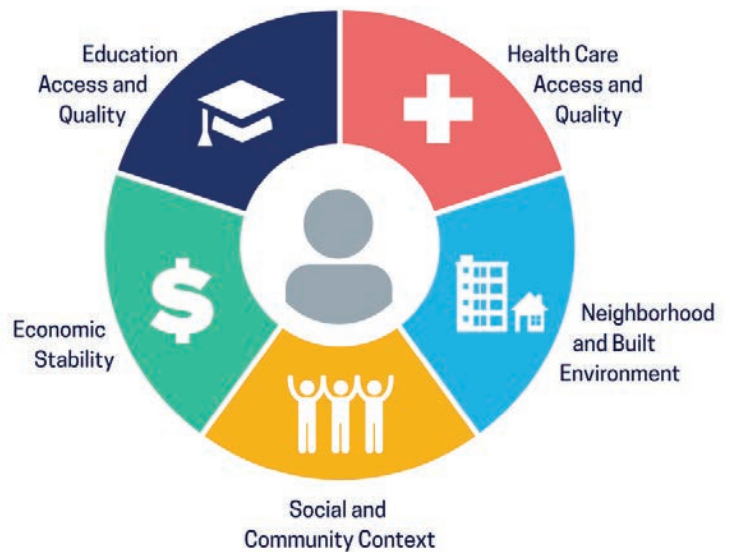 Education
Access and
Quality
Health Care
Access and
Quality
$
Economic
Stability
Neighborhood
and Built
Environment
Social and
Community Context